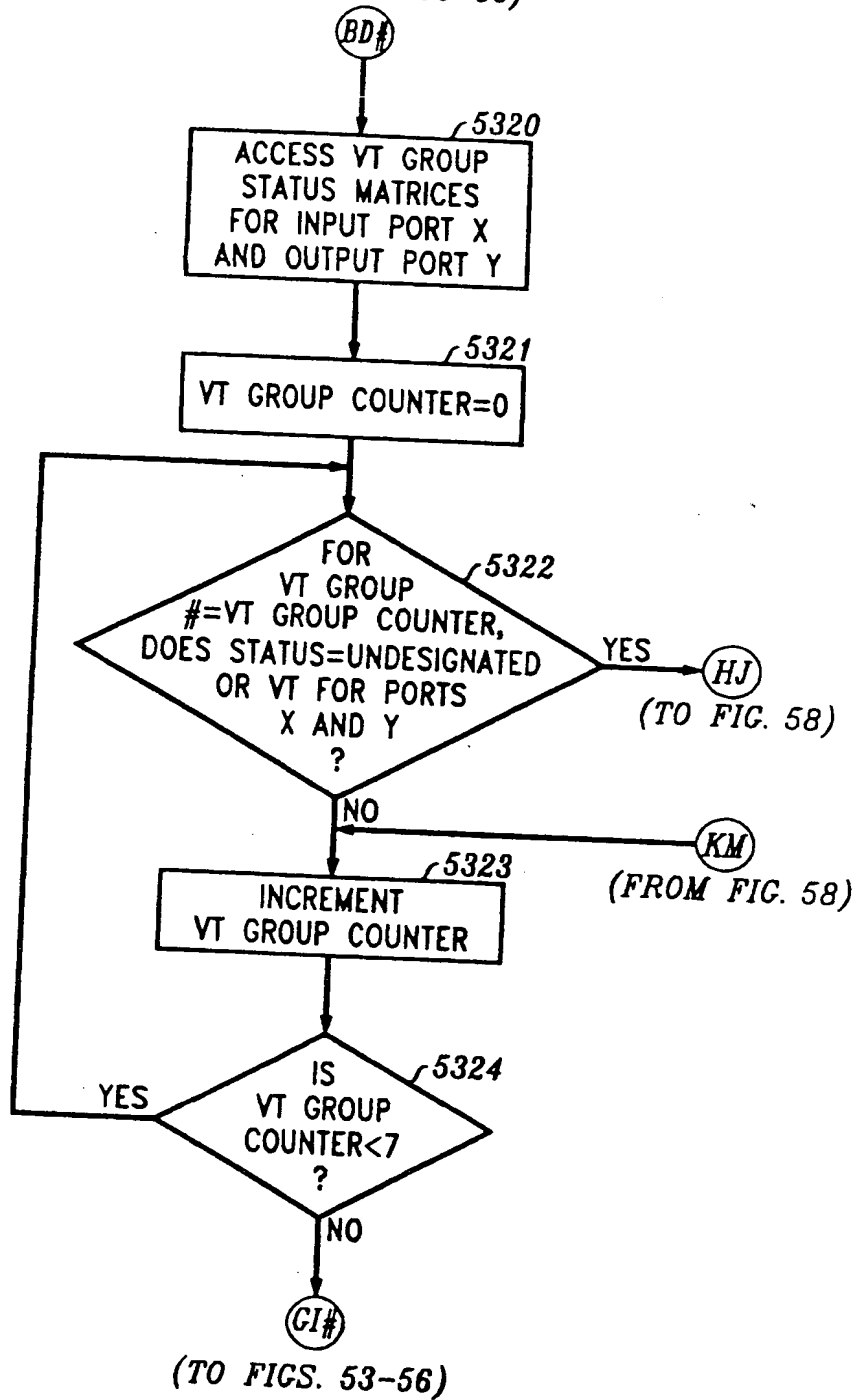 BD#
5320
ACCESS VT GROUP
STATUS MATRICES
FOR INPUT PORT X
AND OUTPUT PORT Y
5321
VT GROUP COUNTER=0
5322
FOR
VT GROUP
#=VT GROUP COUNTER,
DOES STATUS=UNDESIGNATED
OR VT FOR PORTS
X AND Y
?
YES
HJ
(TO FIG. 58)
NO
KM
(FROM FIG. 58)
5323
INCREMENT
VT GROUP COUNTER
5324
IS
VT GROUP
COUNTER<7
?
YES
NO
GI#
(TO FIGS. 53-56)